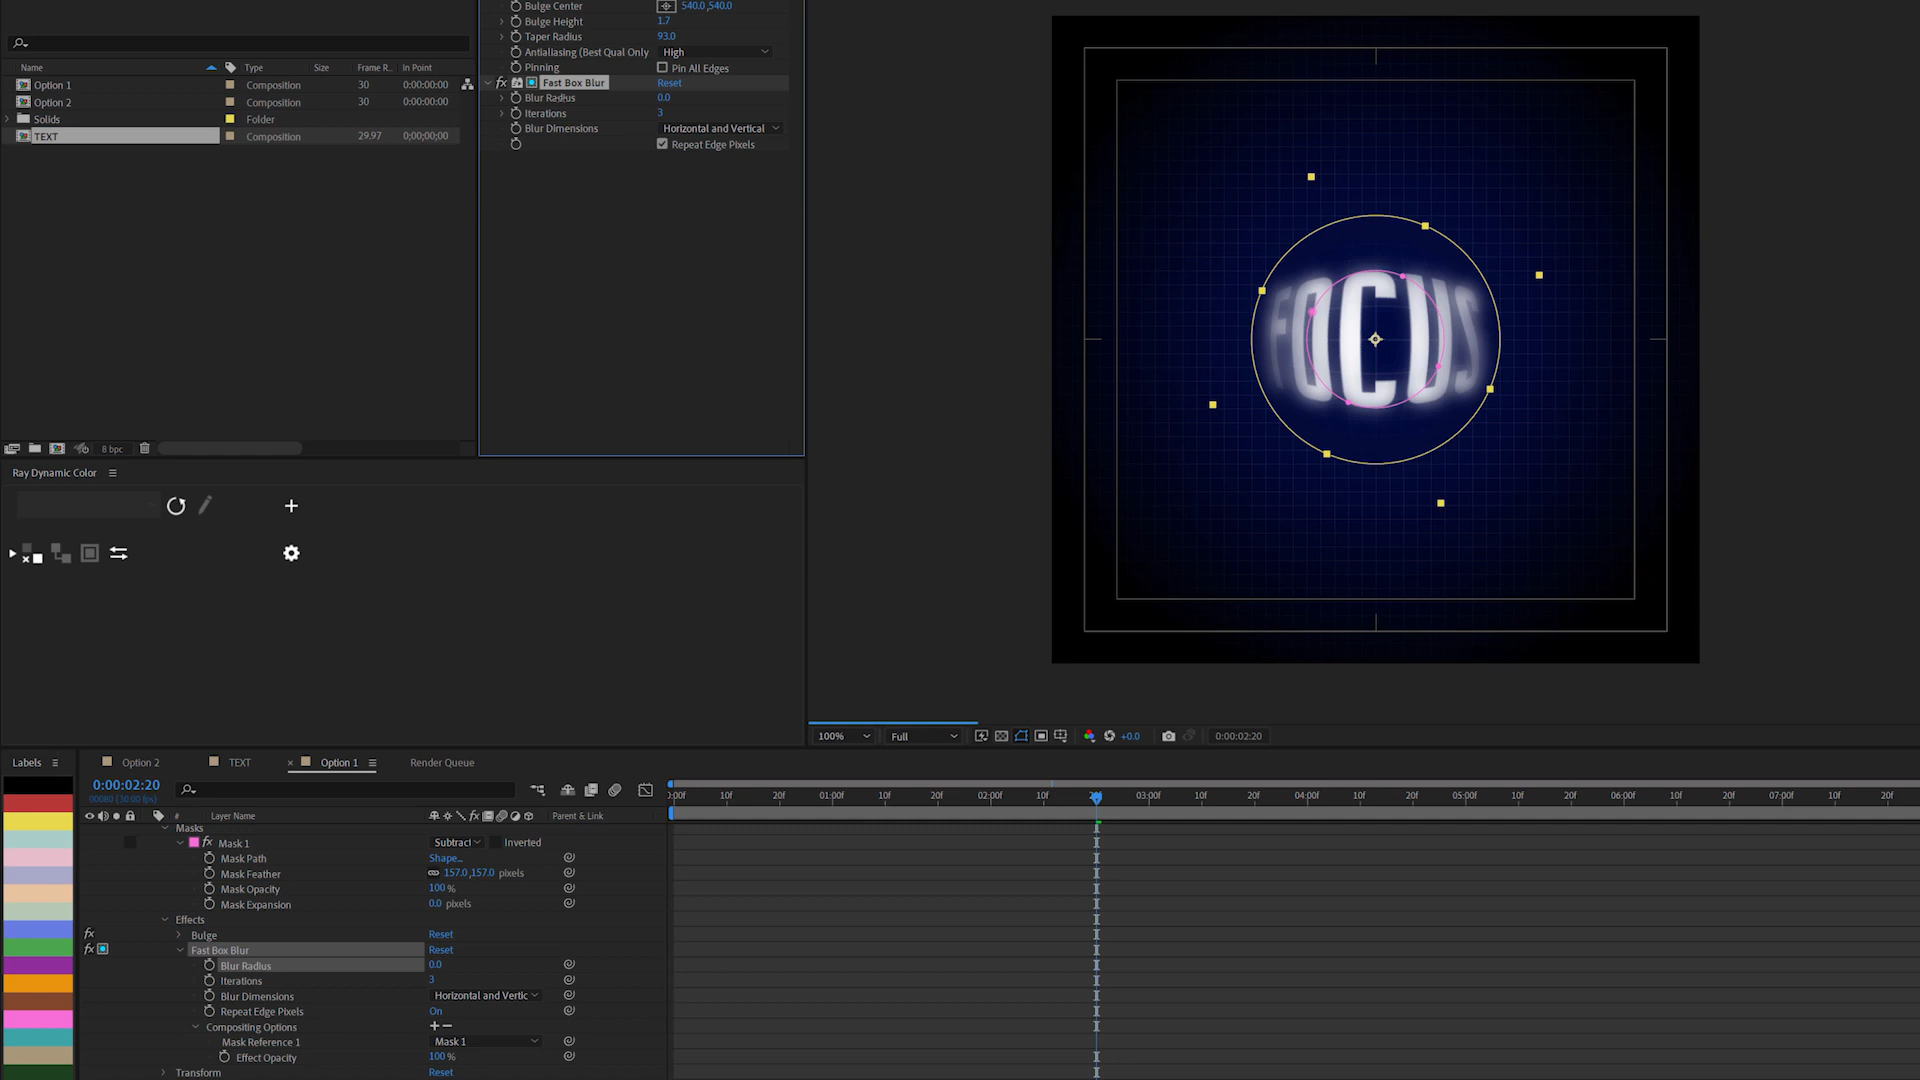 Bulge Center 540.0,540.0
Bulge Height 1.7
Taper Radius 93.0
Antialiasing (Best Qual Only High
Pinning Pin All Edges
fx Fast Box Blur Reset
Blur Radius 0.0
Iterations 3
Blur Dimensions Horizontal and Vertical
Repeat Edge Pixels
Name Type Size Frame R... In Point
Option 1 Composition 30 0:00:00:00
Option 2 Composition 30 0:00:00:00
Solids Folder
TEXT Composition 29.97 0;00;00;00
8 bpc
Ray Dynamic Color
FOCUS
100% Full +0.0 0:00:02:20
Labels Option 2 TEXT Option 1 Render Queue
0:00:02:20
00080 (30.00 fps)
:00f 10f 20f 01:00f 10f 20f 02:00f 10f 20f 03:00f 10f 20f 04:00f 10f 20f 05:00f 10f 20f 06:00f 10f 20f 07:00f 10f 20f
# Layer Name fx Parent & Link
Masks
fx Mask 1 Subtract Inverted
Mask Path Shape...
Mask Feather 157.0,157.0 pixels
Mask Opacity 100 %
Mask Expansion 0.0 pixels
Effects
fx Bulge Reset
fx Fast Box Blur Reset
Blur Radius 0.0
Iterations 3
Blur Dimensions Horizontal and Vertic
Repeat Edge Pixels On
Compositing Options +−
Mask Reference 1 Mask 1
Effect Opacity 100 %
Transform Reset